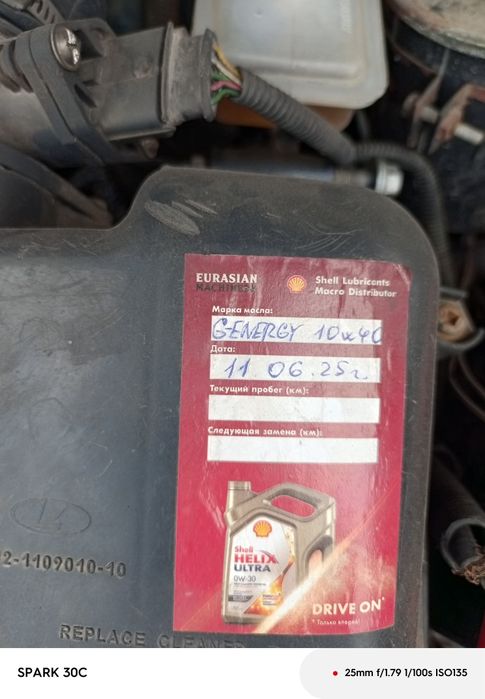 EURASIAN
MACHINERY
Shell Lubricants
Macro Distributor
Марка масла:
G-ENERGY 10w40
Дата:
11 06.25г.
Текущий пробег (км):
Следующая замена (км):
Shell
HELIX
ULTRA
0W-30
DRIVE ON*
* Только вперед!
2-1109010-10
REPLACE CLEANER
SPARK 30C
25mm f/1.79 1/100s ISO135